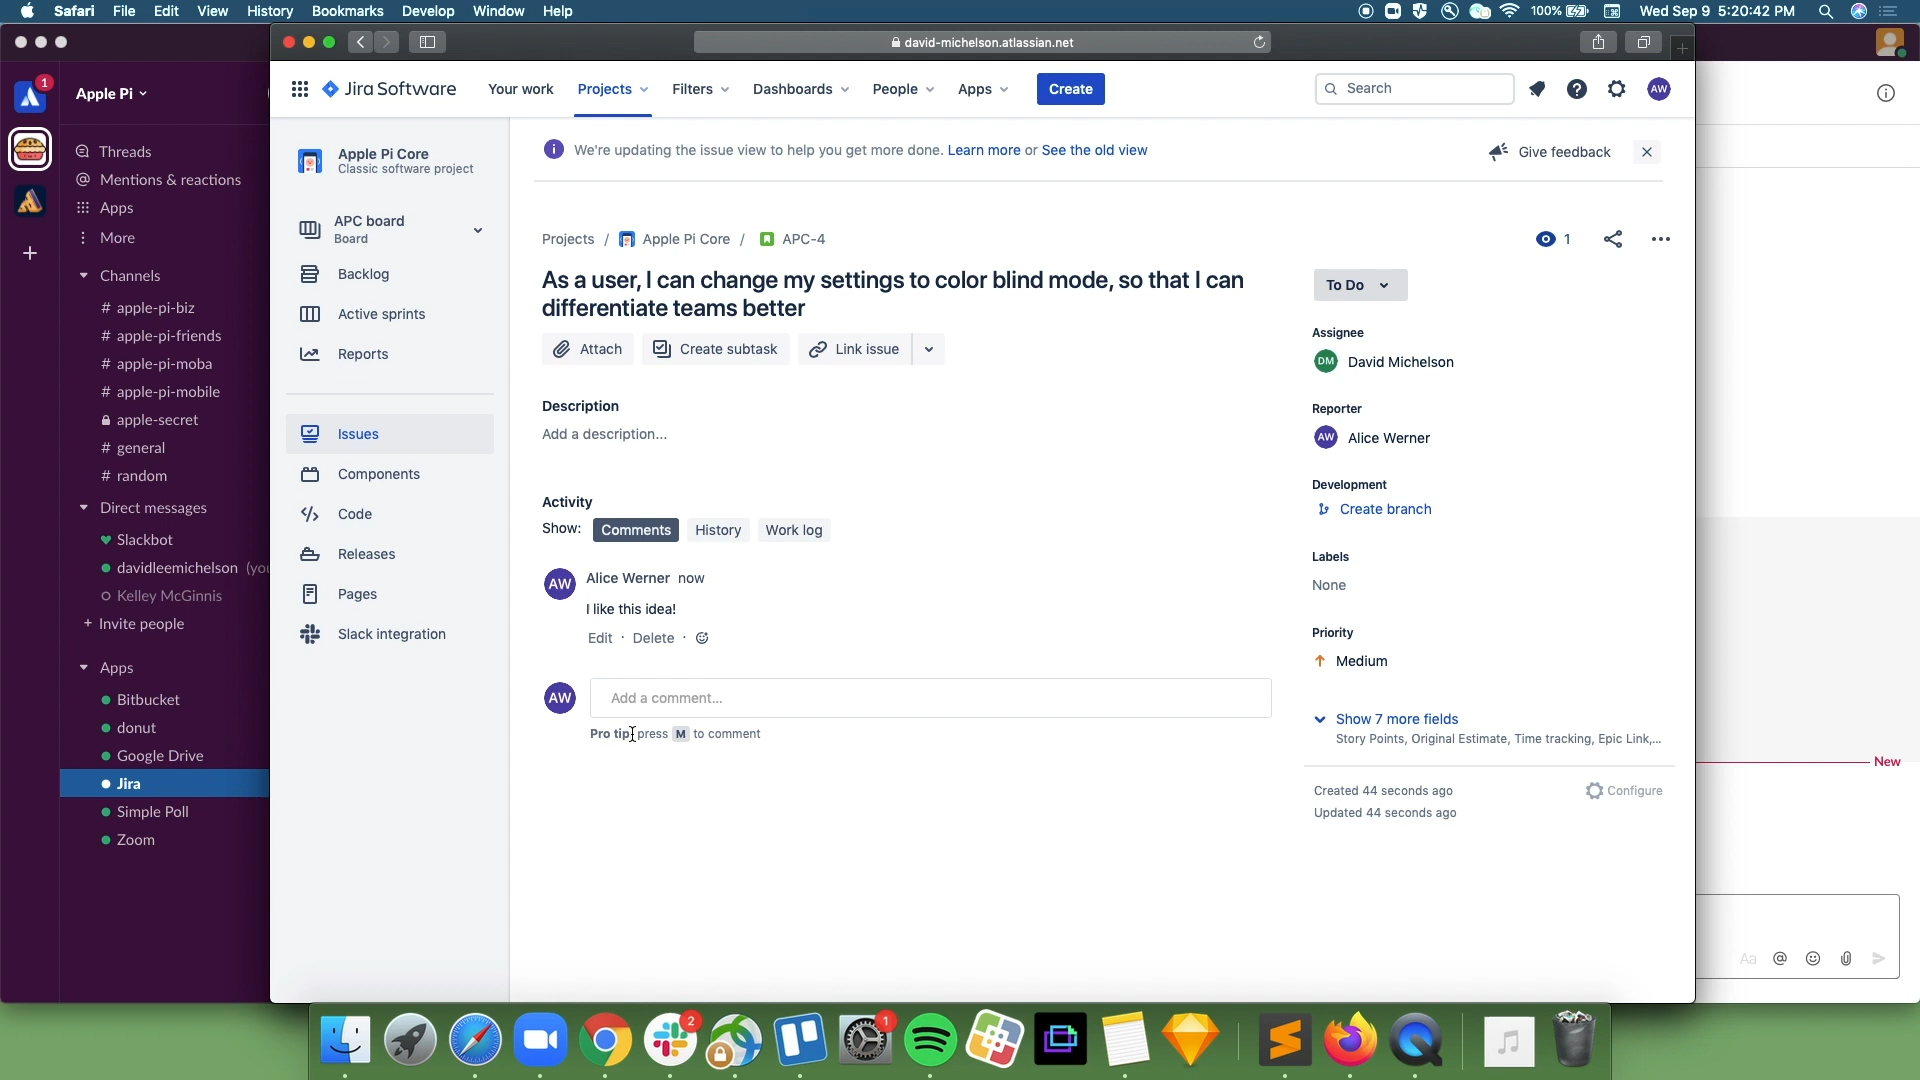 Safari File Edit View History Bookmarks Develop Window Help
100% Wed Sep 9 5:20:42 PM
david-michelson.atlassian.net
1
Apple Pi
Threads
Mentions & reactions
Apps
More
Channels
# apple-pi-biz
# apple-pi-friends
# apple-pi-moba
# apple-pi-mobile
apple-secret
# general
# random
Direct messages
Slackbot
davidleemichelson
Kelley McGinnis
+ Invite people
Apps
Bitbucket
donut
Google Drive
Jira
Simple Poll
Zoom
Jira Software Your work Projects Filters Dashboards People Apps Create Search AW
Apple Pi Core
Classic software project
APC board
Board
Backlog
Active sprints
Reports
Issues
Components
Code
Releases
Pages
Slack integration
We're updating the issue view to help you get more done. Learn more or See the old view
Give feedback
Projects / Apple Pi Core / APC-4
1
As a user, I can change my settings to color blind mode, so that I can
differentiate teams better
Attach Create subtask Link issue
Description
Add a description...
Activity
Show: Comments History Work log
AW Alice Werner now
I like this idea!
Edit · Delete ·
AW Add a comment...
Pro tip: press M to comment
To Do
Assignee
DM David Michelson
Reporter
AW Alice Werner
Development
Create branch
Labels
None
Priority
Medium
Show 7 more fields
Story Points, Original Estimate, Time tracking, Epic Link,...
Created 44 seconds ago
Configure
Updated 44 seconds ago
New
Aa @
2
1